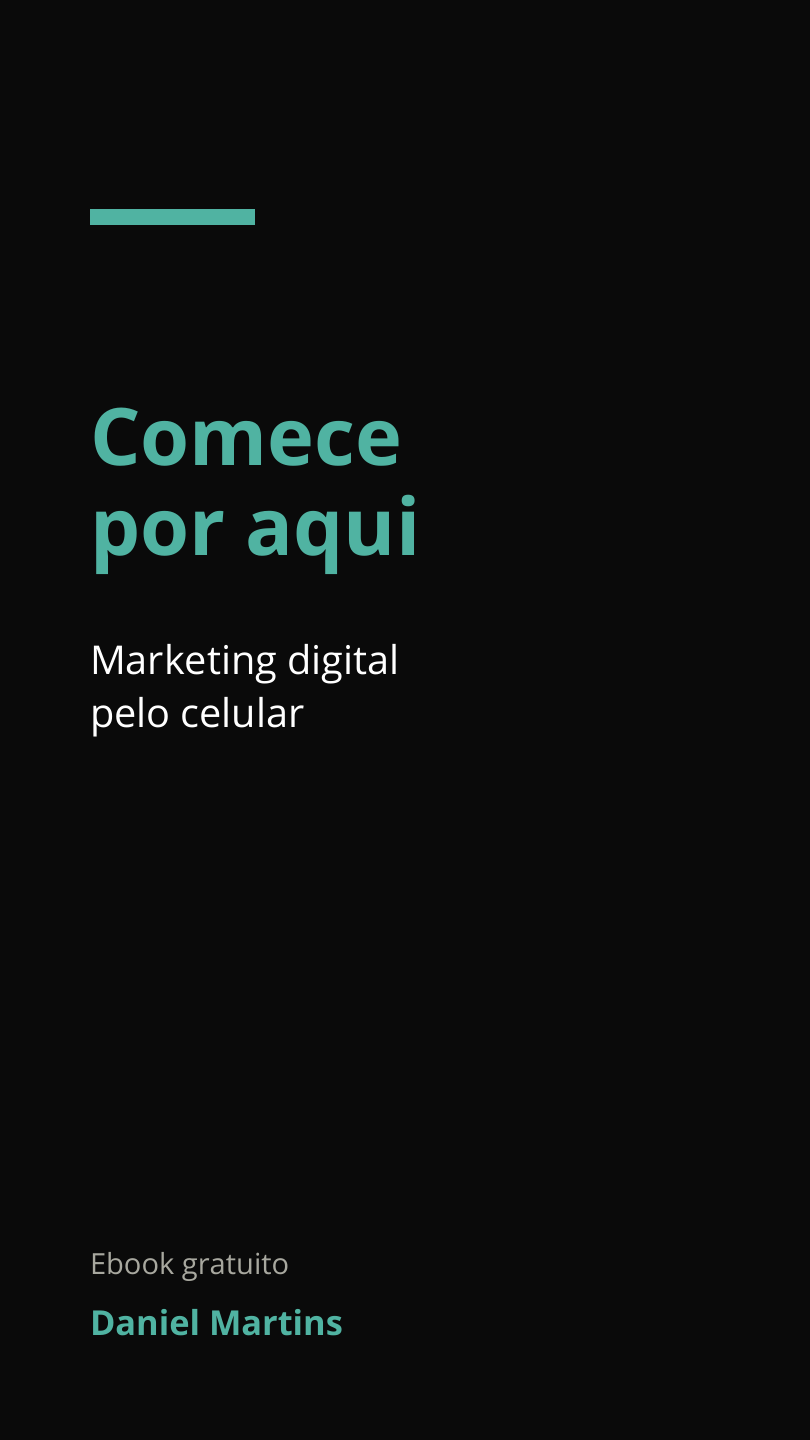 Comece
por aqui
Marketing digital
pelo celular
Ebook gratuito
Daniel Martins